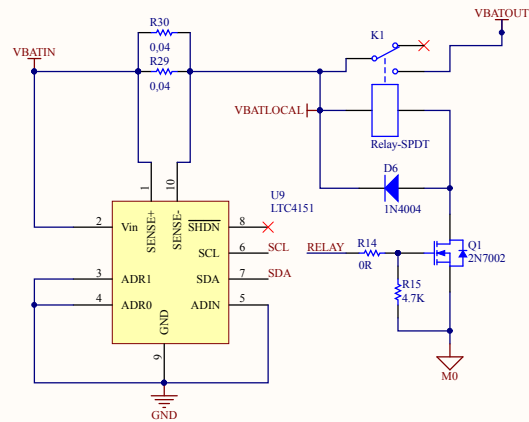 VBATOUT
R30
K1
0,04
VBATIN
R29
0,04
VBATLOCAL
Relay-SPDT
D6
1N4004
1
10
U9
LTC4151
SENSE+
SENSE-
2
Vin
SHDN
8
SCL
6
SCL
RELAY
R14
0R
Q1
2N7002
3
ADR1
SDA
7
SDA
R15
4.7K
4
ADR0
ADIN
5
GND
9
M0
GND